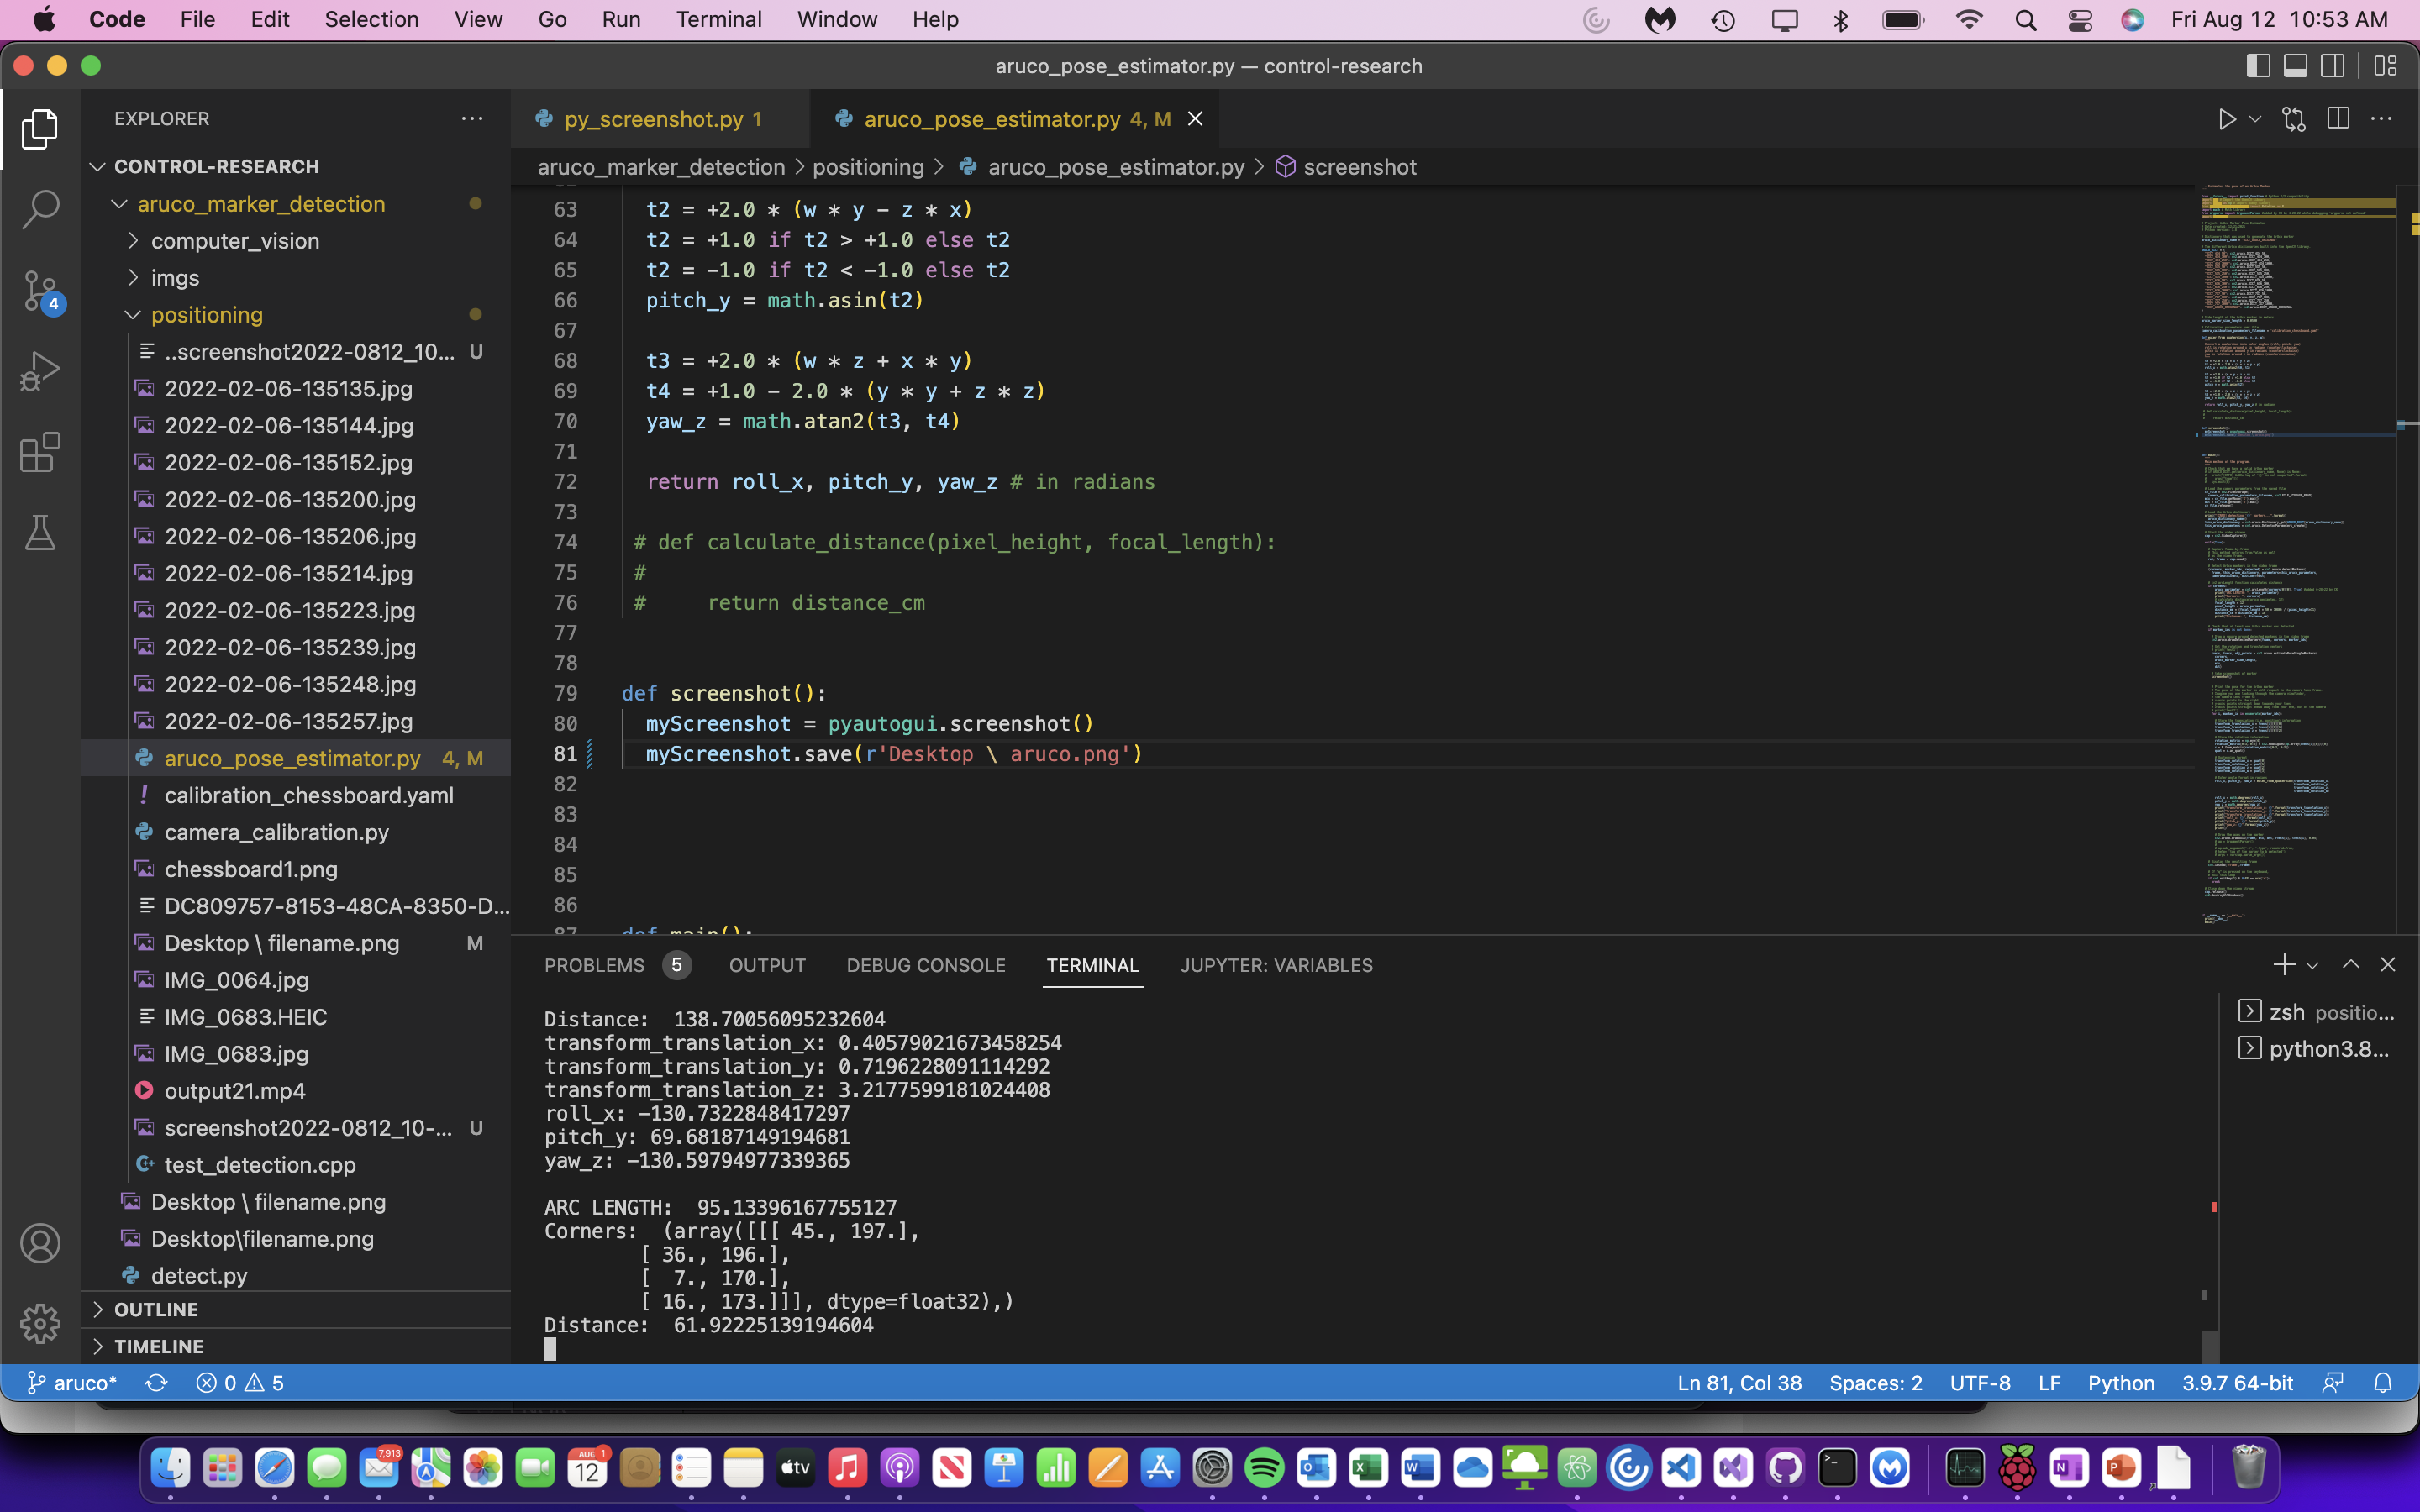 Code File Edit Selection View Go Run Terminal Window Help Fri Aug 12 10:53 AM
aruco_pose_estimator.py — control-research
EXPLORER
CONTROL-RESEARCH
aruco_marker_detection
computer_vision
imgs
positioning
..screenshot2022-0812_10... U
2022-02-06-135135.jpg
2022-02-06-135144.jpg
2022-02-06-135152.jpg
2022-02-06-135200.jpg
2022-02-06-135206.jpg
2022-02-06-135214.jpg
2022-02-06-135223.jpg
2022-02-06-135239.jpg
2022-02-06-135248.jpg
2022-02-06-135257.jpg
aruco_pose_estimator.py 4, M
calibration_chessboard.yaml
camera_calibration.py
chessboard1.png
DC809757-8153-48CA-8350-D...
Desktop \ filename.png M
IMG_0064.jpg
IMG_0683.HEIC
IMG_0683.jpg
output21.mp4
screenshot2022-0812_10-... U
test_detection.cpp
Desktop \ filename.png
Desktop\filename.png
detect.py
OUTLINE
TIMELINE
4
py_screenshot.py 1 aruco_pose_estimator.py 4, M
aruco_marker_detection > positioning > aruco_pose_estimator.py > screenshot
63 t2 = +2.0 * (w * y - z * x)
64 t2 = +1.0 if t2 > +1.0 else t2
65 t2 = -1.0 if t2 < -1.0 else t2
66 pitch_y = math.asin(t2)
67
68 t3 = +2.0 * (w * z + x * y)
69 t4 = +1.0 - 2.0 * (y * y + z * z)
70 yaw_z = math.atan2(t3, t4)
71
72 return roll_x, pitch_y, yaw_z # in radians
73
74 # def calculate_distance(pixel_height, focal_length):
75 #
76 # return distance_cm
77
78
79 def screenshot():
80 myScreenshot = pyautogui.screenshot()
81 myScreenshot.save(r'Desktop \ aruco.png')
82
83
84
85
86
87 def main():
PROBLEMS 5 OUTPUT DEBUG CONSOLE TERMINAL JUPYTER: VARIABLES
Distance: 138.70056095232604
transform_translation_x: 0.40579021673458254
transform_translation_y: 0.7196228091114292
transform_translation_z: 3.2177599181024408
roll_x: -130.7322848417297
pitch_y: 69.68187149194681
yaw_z: -130.59794977339365
ARC LENGTH: 95.13396167755127
Corners: (array([[[ 45., 197.],
[ 36., 196.],
[ 7., 170.],
[ 16., 173.]]], dtype=float32),)
Distance: 61.92225139194604
zsh positio...
python3.8...
aruco* 0 5 Ln 81, Col 38 Spaces: 2 UTF-8 LF Python 3.9.7 64-bit
7,913
AUG 1
12
tv